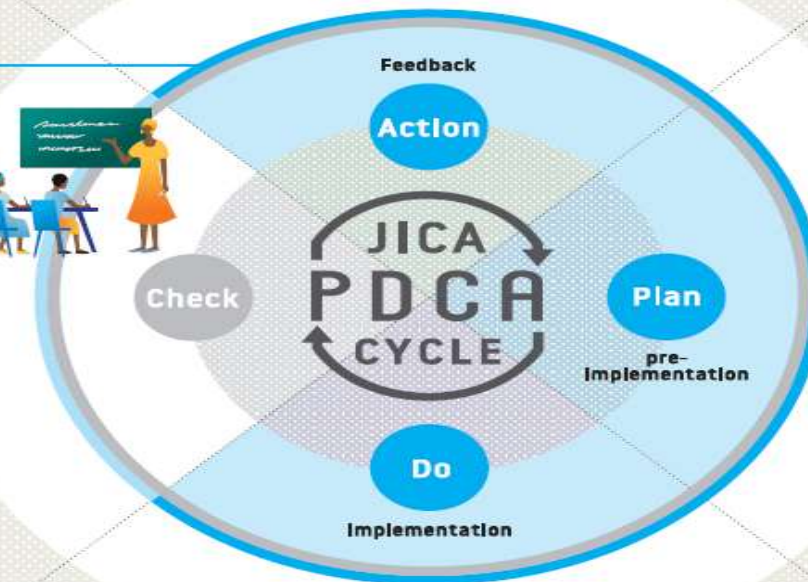 Feedback
Action
JICA
PDCA
CYCLE
Check
Plan
pre-
implementation
Do
implementation